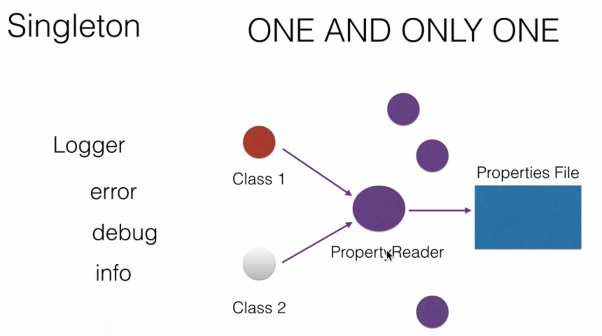 Singleton
ONE AND ONLY ONE
Logger
error
debug
info
Class 1
Class 2
PropertyReader
Properties File